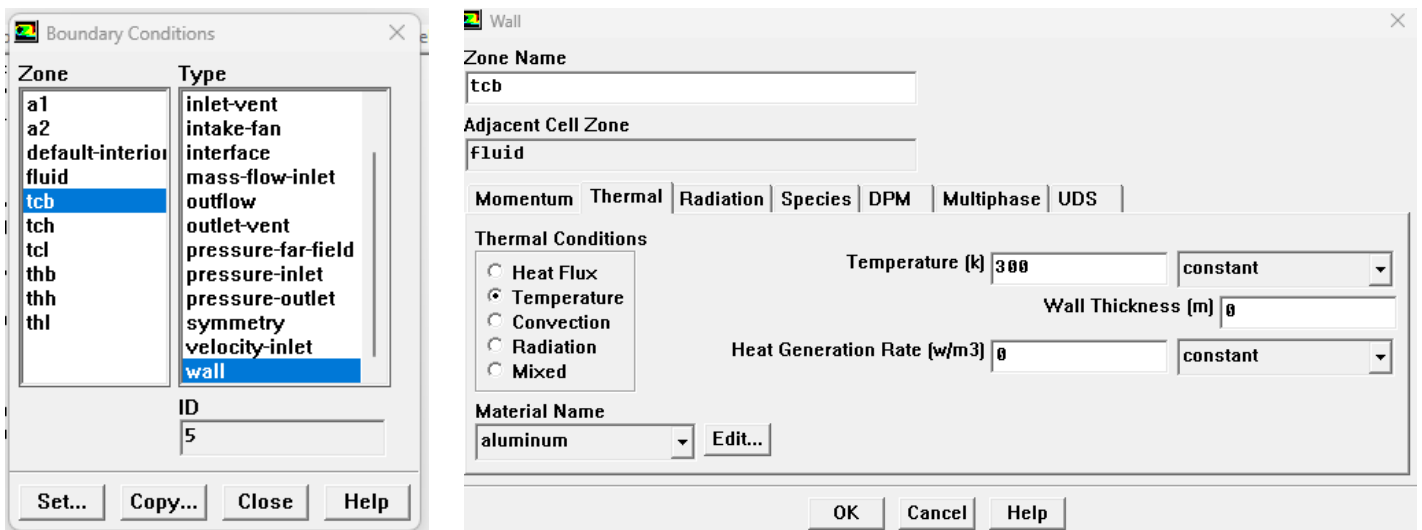 Boundary Conditions
Zone
a1
a2
default-interior
fluid
tcb
tch
tcl
thb
thh
thl
Type
inlet-vent
intake-fan
interface
mass-flow-inlet
outflow
outlet-vent
pressure-far-field
pressure-inlet
pressure-outlet
symmetry
velocity-inlet
wall
ID
5
Set... Copy... Close Help
Wall
Zone Name
tcb
Adjacent Cell Zone
fluid
Momentum Thermal Radiation Species DPM Multiphase UDS
Thermal Conditions
Heat Flux
Temperature
Convection
Radiation
Mixed
Temperature (k) 300 constant
Wall Thickness (m) 0
Heat Generation Rate (w/m3) 0 constant
Material Name
aluminum Edit...
OK Cancel Help